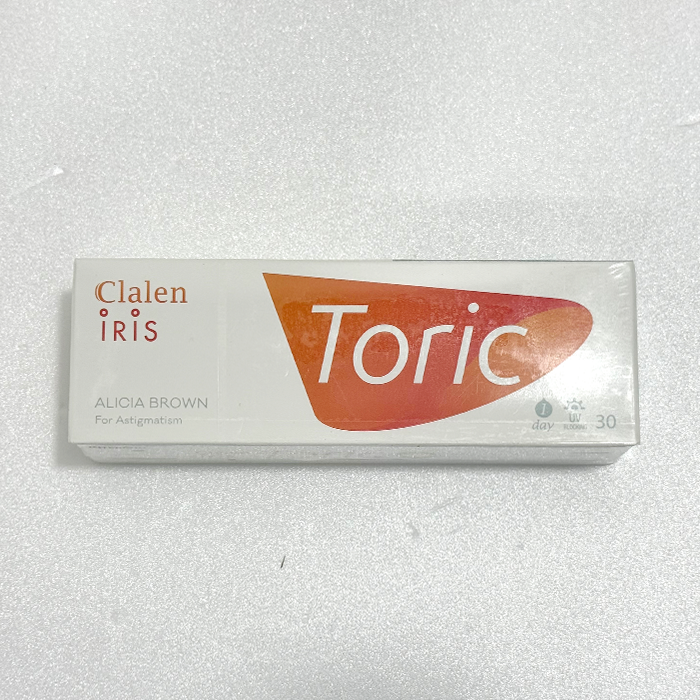 Clalen
iRiS
ALICIA BROWN
For Astigmatism
Toric
1
day
UV
BLOCKING
30